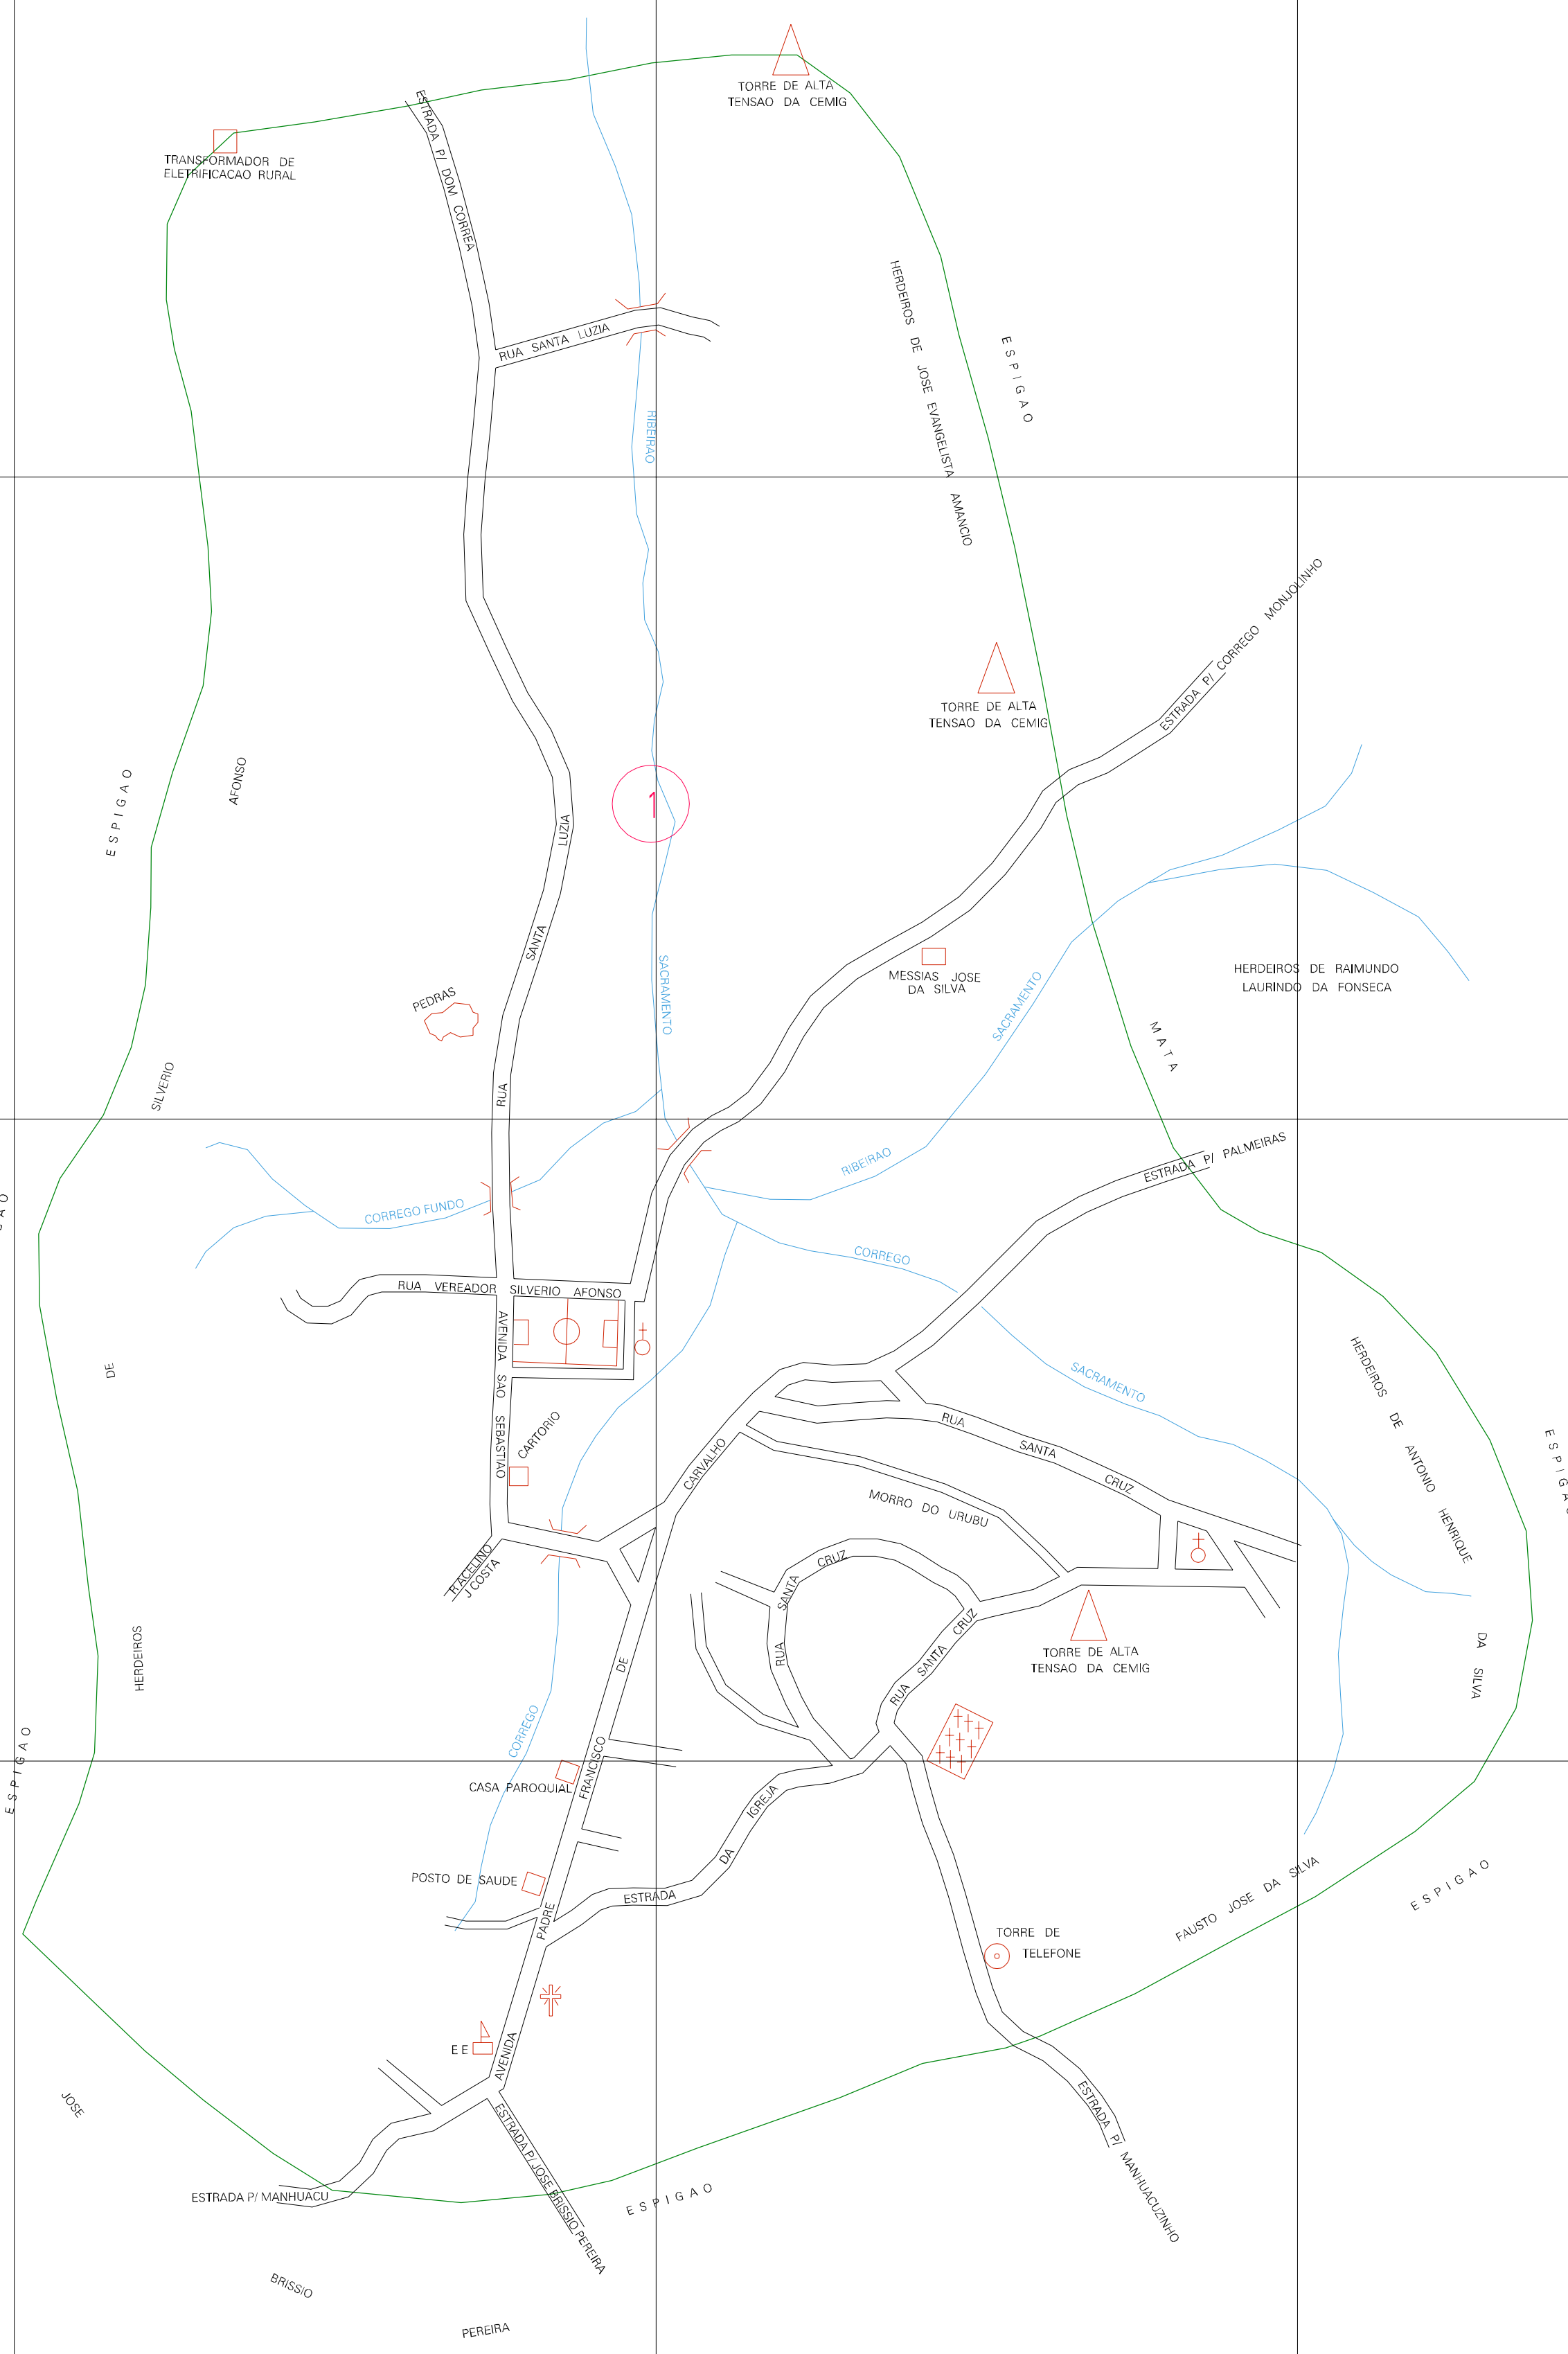 TORRE DE ALTA
TENSAO DA CEMIG
TRANSFORMADOR DE
ELETRIFICACAO RURAL
ESTRADA P/ DOM CORREA
RUA SANTA LUZIA
HERDEIROS DE JOSE EVANGELISTA AMANCIO
ESPIGAO
RIBEIRAO
SACRAMENTO
ESTRADA P/ CORREGO MONJOLINHO
TORRE DE ALTA
TENSAO DA CEMIG
1
ESPIGAO
HERDEIROS DE SILVERIO AFONSO
RUA SANTA LUZIA
PEDRAS
MESSIAS JOSE
DA SILVA
RIBEIRAO SACRAMENTO
HERDEIROS DE RAIMUNDO
LAURINDO DA FONSECA
MATA
ESTRADA P/ PALMEIRAS
CORREGO FUNDO
CORREGO SACRAMENTO
RUA VEREADOR SILVERIO AFONSO
AVENIDA SAO SEBASTIAO
CARTORIO
R ACELINO
J COSTA
RUA SANTA CRUZ
MORRO DO URUBU
HERDEIROS DE ANTONIO HENRIQUE DA SILVA
ESPIGAO
RUA SANTA CRUZ
RUA SANTA CRUZ
TORRE DE ALTA
TENSAO DA CEMIG
CORREGO
AVENIDA PADRE FRANCISCO DE CARVALHO
CASA PAROQUIAL
ESPIGAO
POSTO DE SAUDE
ESTRADA DA IGREJA
FAUSTO JOSE DA SILVA
ESPIGAO
TORRE DE
TELEFONE
E E
ESTRADA P/ MANHUACUZINHO
ESTRADA P/ JOSE BRISSIO PEREIRA
ESTRADA P/ MANHUACU
ESPIGAO
JOSE BRISSIO PEREIRA